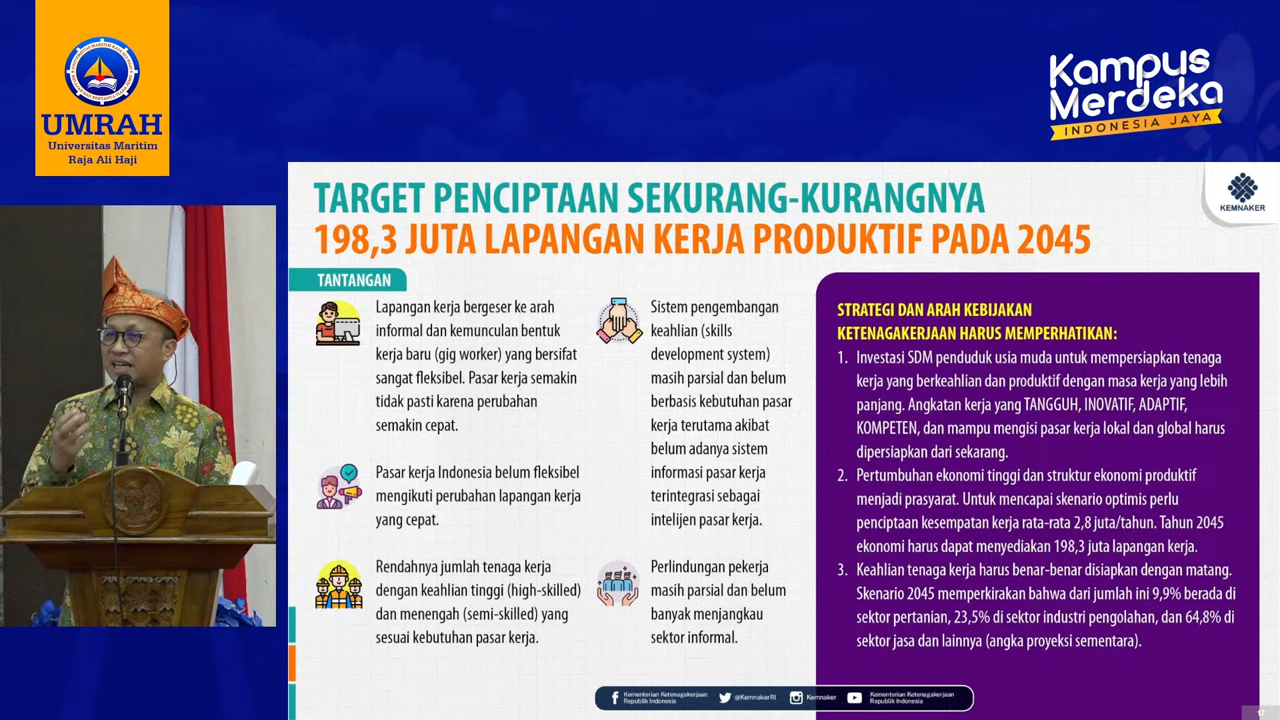 UMRAH
Universitas Maritim
Raja Ali Haji
Kampus
Merdeka
INDONESIA JAYA
TARGET PENCIPTAAN SEKURANG-KURANGNYA
198,3 JUTA LAPANGAN KERJA PRODUKTIF PADA 2045
KEMNAKER
TANTANGAN
Lapangan kerja bergeser ke arah
informal dan kemunculan bentuk
kerja baru (gig worker) yang bersifat
sangat fleksibel. Pasar kerja semakin
tidak pasti karena perubahan
semakin cepat.
Pasar kerja Indonesia belum fleksibel
mengikuti perubahan lapangan kerja
yang cepat.
Rendahnya jumlah tenaga kerja
dengan keahlian tinggi (high-skilled)
dan menengah (semi-skilled) yang
sesuai kebutuhan pasar kerja.
Sistem pengembangan
keahlian (skills
development system)
masih parsial dan belum
berbasis kebutuhan pasar
kerja terutama akibat
belum adanya sistem
informasi pasar kerja
terintegrasi sebagai
intelijen pasar kerja.
Perlindungan pekerja
masih parsial dan belum
banyak menjangkau
sektor informal.
STRATEGI DAN ARAH KEBIJAKAN
KETENAGAKERJAAN HARUS MEMPERHATIKAN:
1. Investasi SDM penduduk usia muda untuk mempersiapkan tenaga
kerja yang berkeahlian dan produktif dengan masa kerja yang lebih
panjang. Angkatan kerja yang TANGGUH, INOVATIF, ADAPTIF,
KOMPETEN, dan mampu mengisi pasar kerja lokal dan global harus
dipersiapkan dari sekarang.
2. Pertumbuhan ekonomi tinggi dan struktur ekonomi produktif
menjadi prasyarat. Untuk mencapai skenario optimis perlu
penciptaan kesempatan kerja rata-rata 2,8 juta/tahun. Tahun 2045
ekonomi harus dapat menyediakan 198,3 juta lapangan kerja.
3. Keahlian tenaga kerja harus benar-benar disiapkan dengan matang.
Skenario 2045 memperkirakan bahwa dari jumlah ini 9,9% berada di
sektor pertanian, 23,5% di sektor industri pengolahan, dan 64,8% di
sektor jasa dan lainnya (angka proyeksi sementara).
Kementerian Ketenagakerjaan
Republik Indonesia
@KemnakerRI
Kemnaker
Kementerian Ketenagakerjaan
Republik Indonesia
17